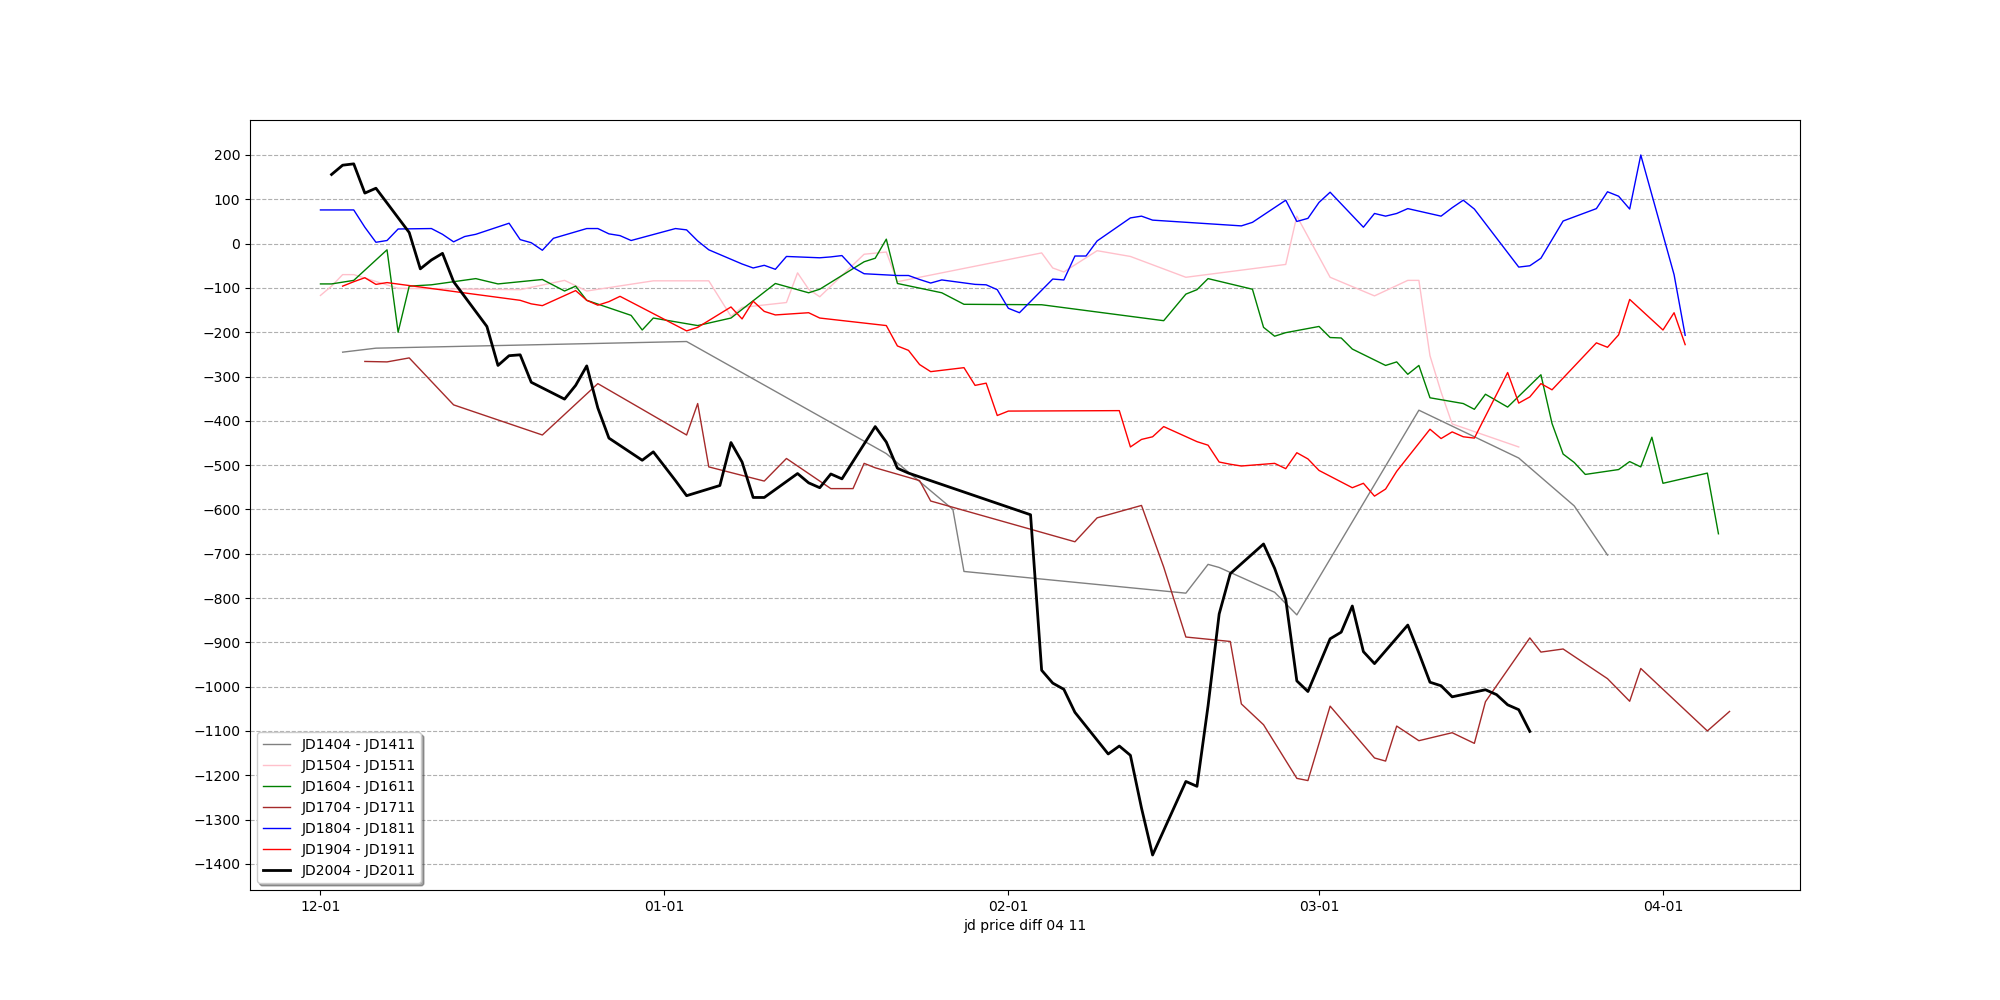 200
100
0
−100
−200
−300
−400
−500
−600
−700
−800
−900
−1000
−1100
−1200
−1300
−1400
JD1404 - JD1411
JD1504 - JD1511
JD1604 - JD1611
JD1704 - JD1711
JD1804 - JD1811
JD1904 - JD1911
JD2004 - JD2011
12-01 01-01 02-01 03-01 04-01
jd price diff 04 11